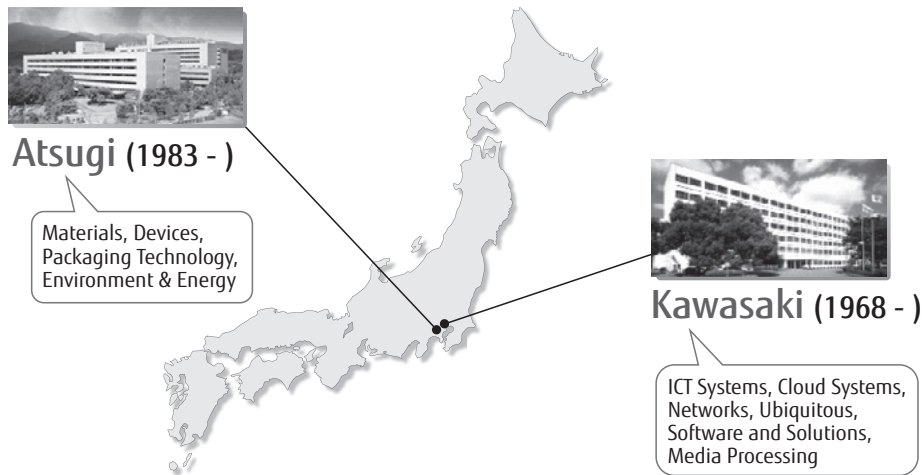 Atsugi (1983 - )
Materials, Devices,
Packaging Technology,
Environment & Energy
Kawasaki (1968 - )
ICT Systems, Cloud Systems,
Networks, Ubiquitous,
Software and Solutions,
Media Processing